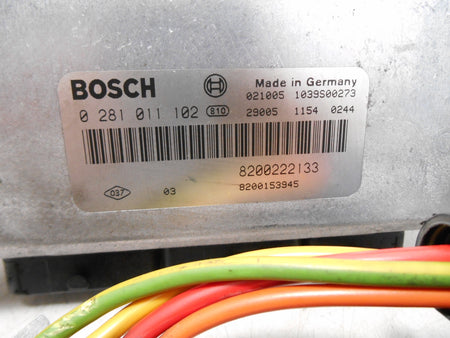 BOSCH Made in Germany
021005 1039S00273
0 281 011 102 810 29005 1154 0244
8200222133
037 03 8200153945